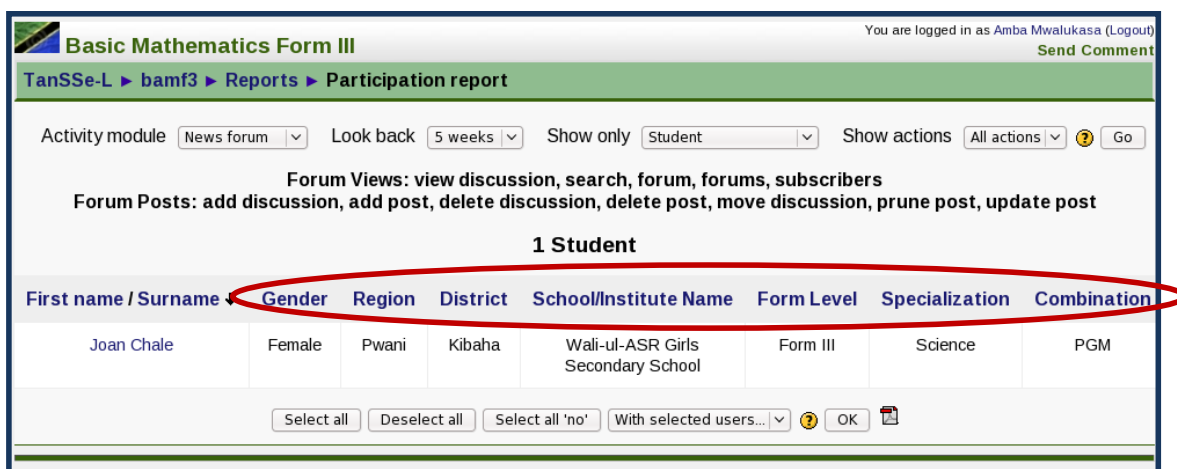 You are logged in as Amba Mwalukasa (Logout)
Basic Mathematics Form III
Send Comment
TanSSe-L ► bamf3 ► Reports ► Participation report
Activity module News forum Look back 5 weeks Show only Student Show actions All actions Go
Forum Views: view discussion, search, forum, forums, subscribers
Forum Posts: add discussion, add post, delete discussion, delete post, move discussion, prune post, update post
1 Student
First name / Surname Gender Region District School/Institute Name Form Level Specialization Combination
Joan Chale Female Pwani Kibaha Wali-ul-ASR Girls Form III Science PGM
Secondary School
Select all Deselect all Select all 'no' With selected users... OK